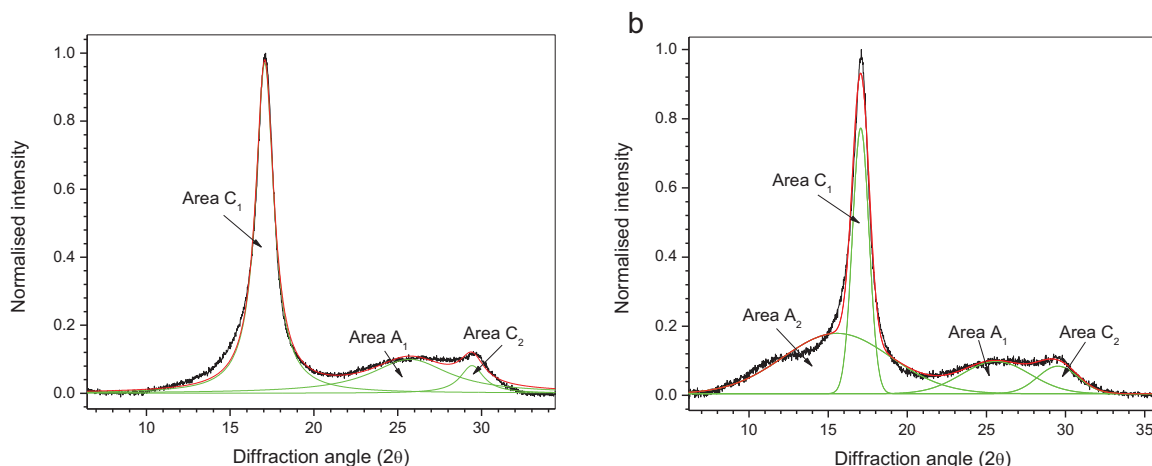 1.0
0.8
0.6
0.4
0.2
0.0
Normalised intensity
Area C1
Area A1
Area C2
10 15 20 25 30
Diffraction angle (2θ)
b
1.0
0.8
0.6
0.4
0.2
0.0
Normalised intensity
Area C1
Area A2
Area A1
Area C2
10 15 20 25 30 35
Diffraction angle (2θ)